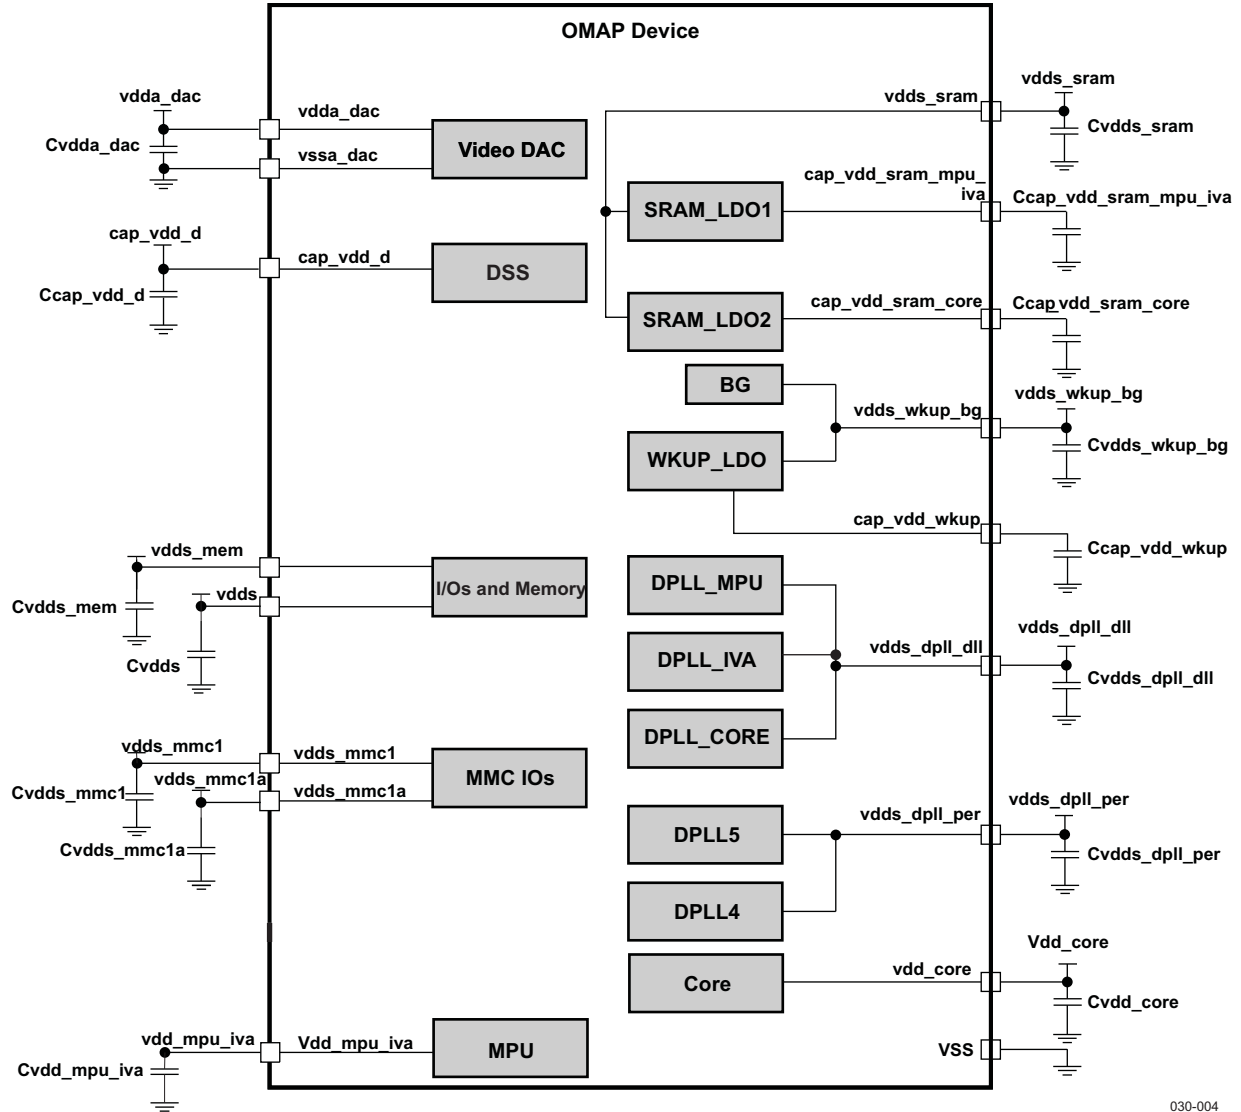 OMAP Device
vdda_dac
vdda_dac
Cvdda_dac
vssa_dac
Video DAC
cap_vdd_d
cap_vdd_d
Ccap_vdd_d
DSS
vdds_mem
vdds
Cvdds_mem
Cvdds
I/Os and Memory
vdds_mmc1
vdds_mmc1
Cvdds_mmc1
vdds_mmc1a
vdds_mmc1a
Cvdds_mmc1a
MMC IOs
vdd_mpu_iva
Vdd_mpu_iva
Cvdd_mpu_iva
MPU
vdds_sram
vdds_sram
Cvdds_sram
SRAM_LDO1
cap_vdd_sram_mpu_
iva
Ccap_vdd_sram_mpu_iva
SRAM_LDO2
cap_vdd_sram_core
Ccap_vdd_sram_core
BG
WKUP_LDO
vdds_wkup_bg
vdds_wkup_bg
Cvdds_wkup_bg
cap_vdd_wkup
Ccap_vdd_wkup
DPLL_MPU
DPLL_IVA
DPLL_CORE
vdds_dpll_dll
vdds_dpll_dll
Cvdds_dpll_dll
DPLL5
DPLL4
vdds_dpll_per
vdds_dpll_per
Cvdds_dpll_per
Core
vdd_core
Vdd_core
Cvdd_core
VSS
030-004